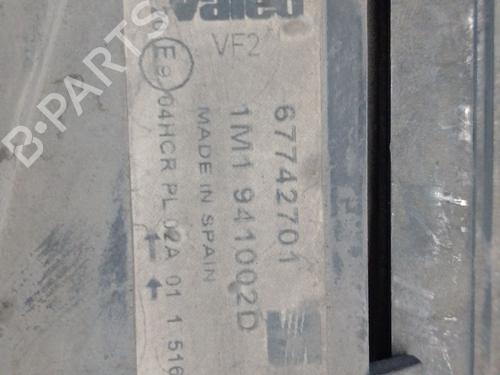 Valeo
VF2
67742701
1M1 941002D
MADE IN SPAIN
E9 04HCR PL 02A 01 1 516
B-PARTS